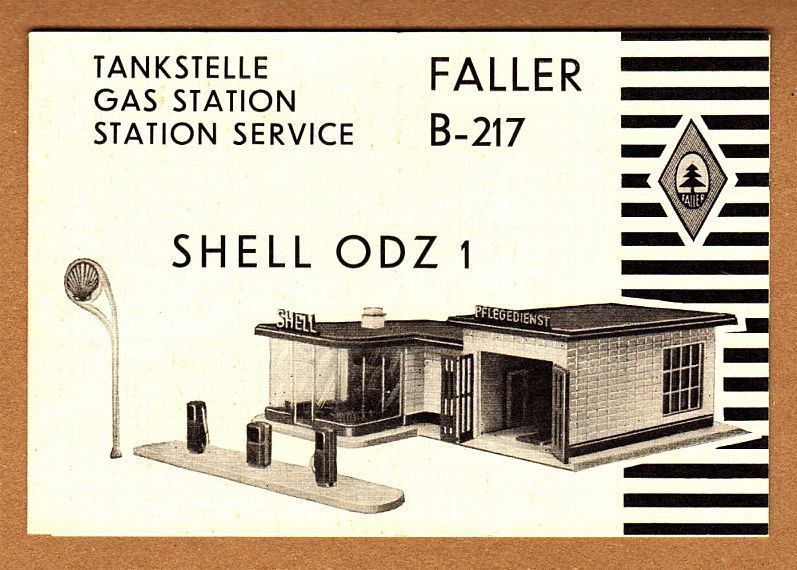 TANKSTELLE
GAS STATION
STATION SERVICE
FALLER
B-217
FALLER
SHELL ODZ 1
SHELL
PFLEGEDIENST